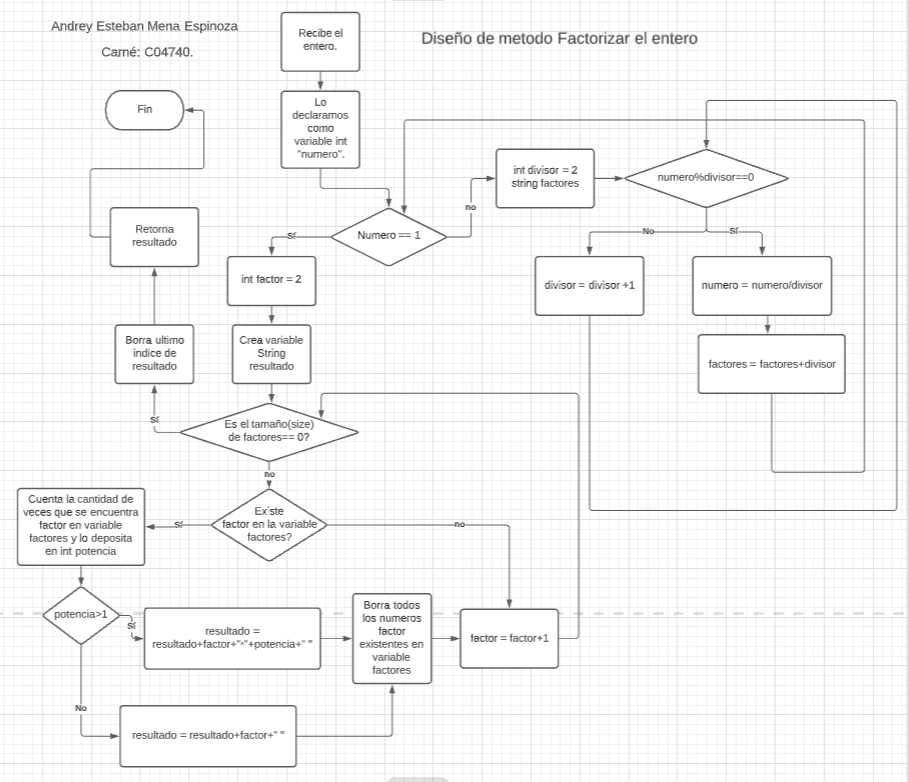 Andrey Esteban Mena Espinoza
Carné: C04740.
Diseño de metodo Factorizar el entero
Recibe el
entero.
Lo
declaramos
como
variable int
"numero".
Fin
int divisor = 2
string factores
numero%divisor==0
no
Numero == 1
Sí
Retorna
resultado
No
Sí
int factor = 2
divisor = divisor +1
numero = numero/divisor
Borra ultimo
indice de
resultado
Crea variable
String
resultado
factores = factores+divisor
Sí
Es el tamaño(size)
de factores== 0?
no
Cuenta la cantidad de
veces que se encuentra
factor en variable
factores y lo deposita
en int potencia
Sí
Existe
factor en la variable
factores?
no
potencia>1
Sí
resultado =
resultado+factor+"^"+potencia+" "
Borra todos
los numeros
factor
existentes en
variable
factores
factor = factor+1
No
resultado = resultado+factor+" "